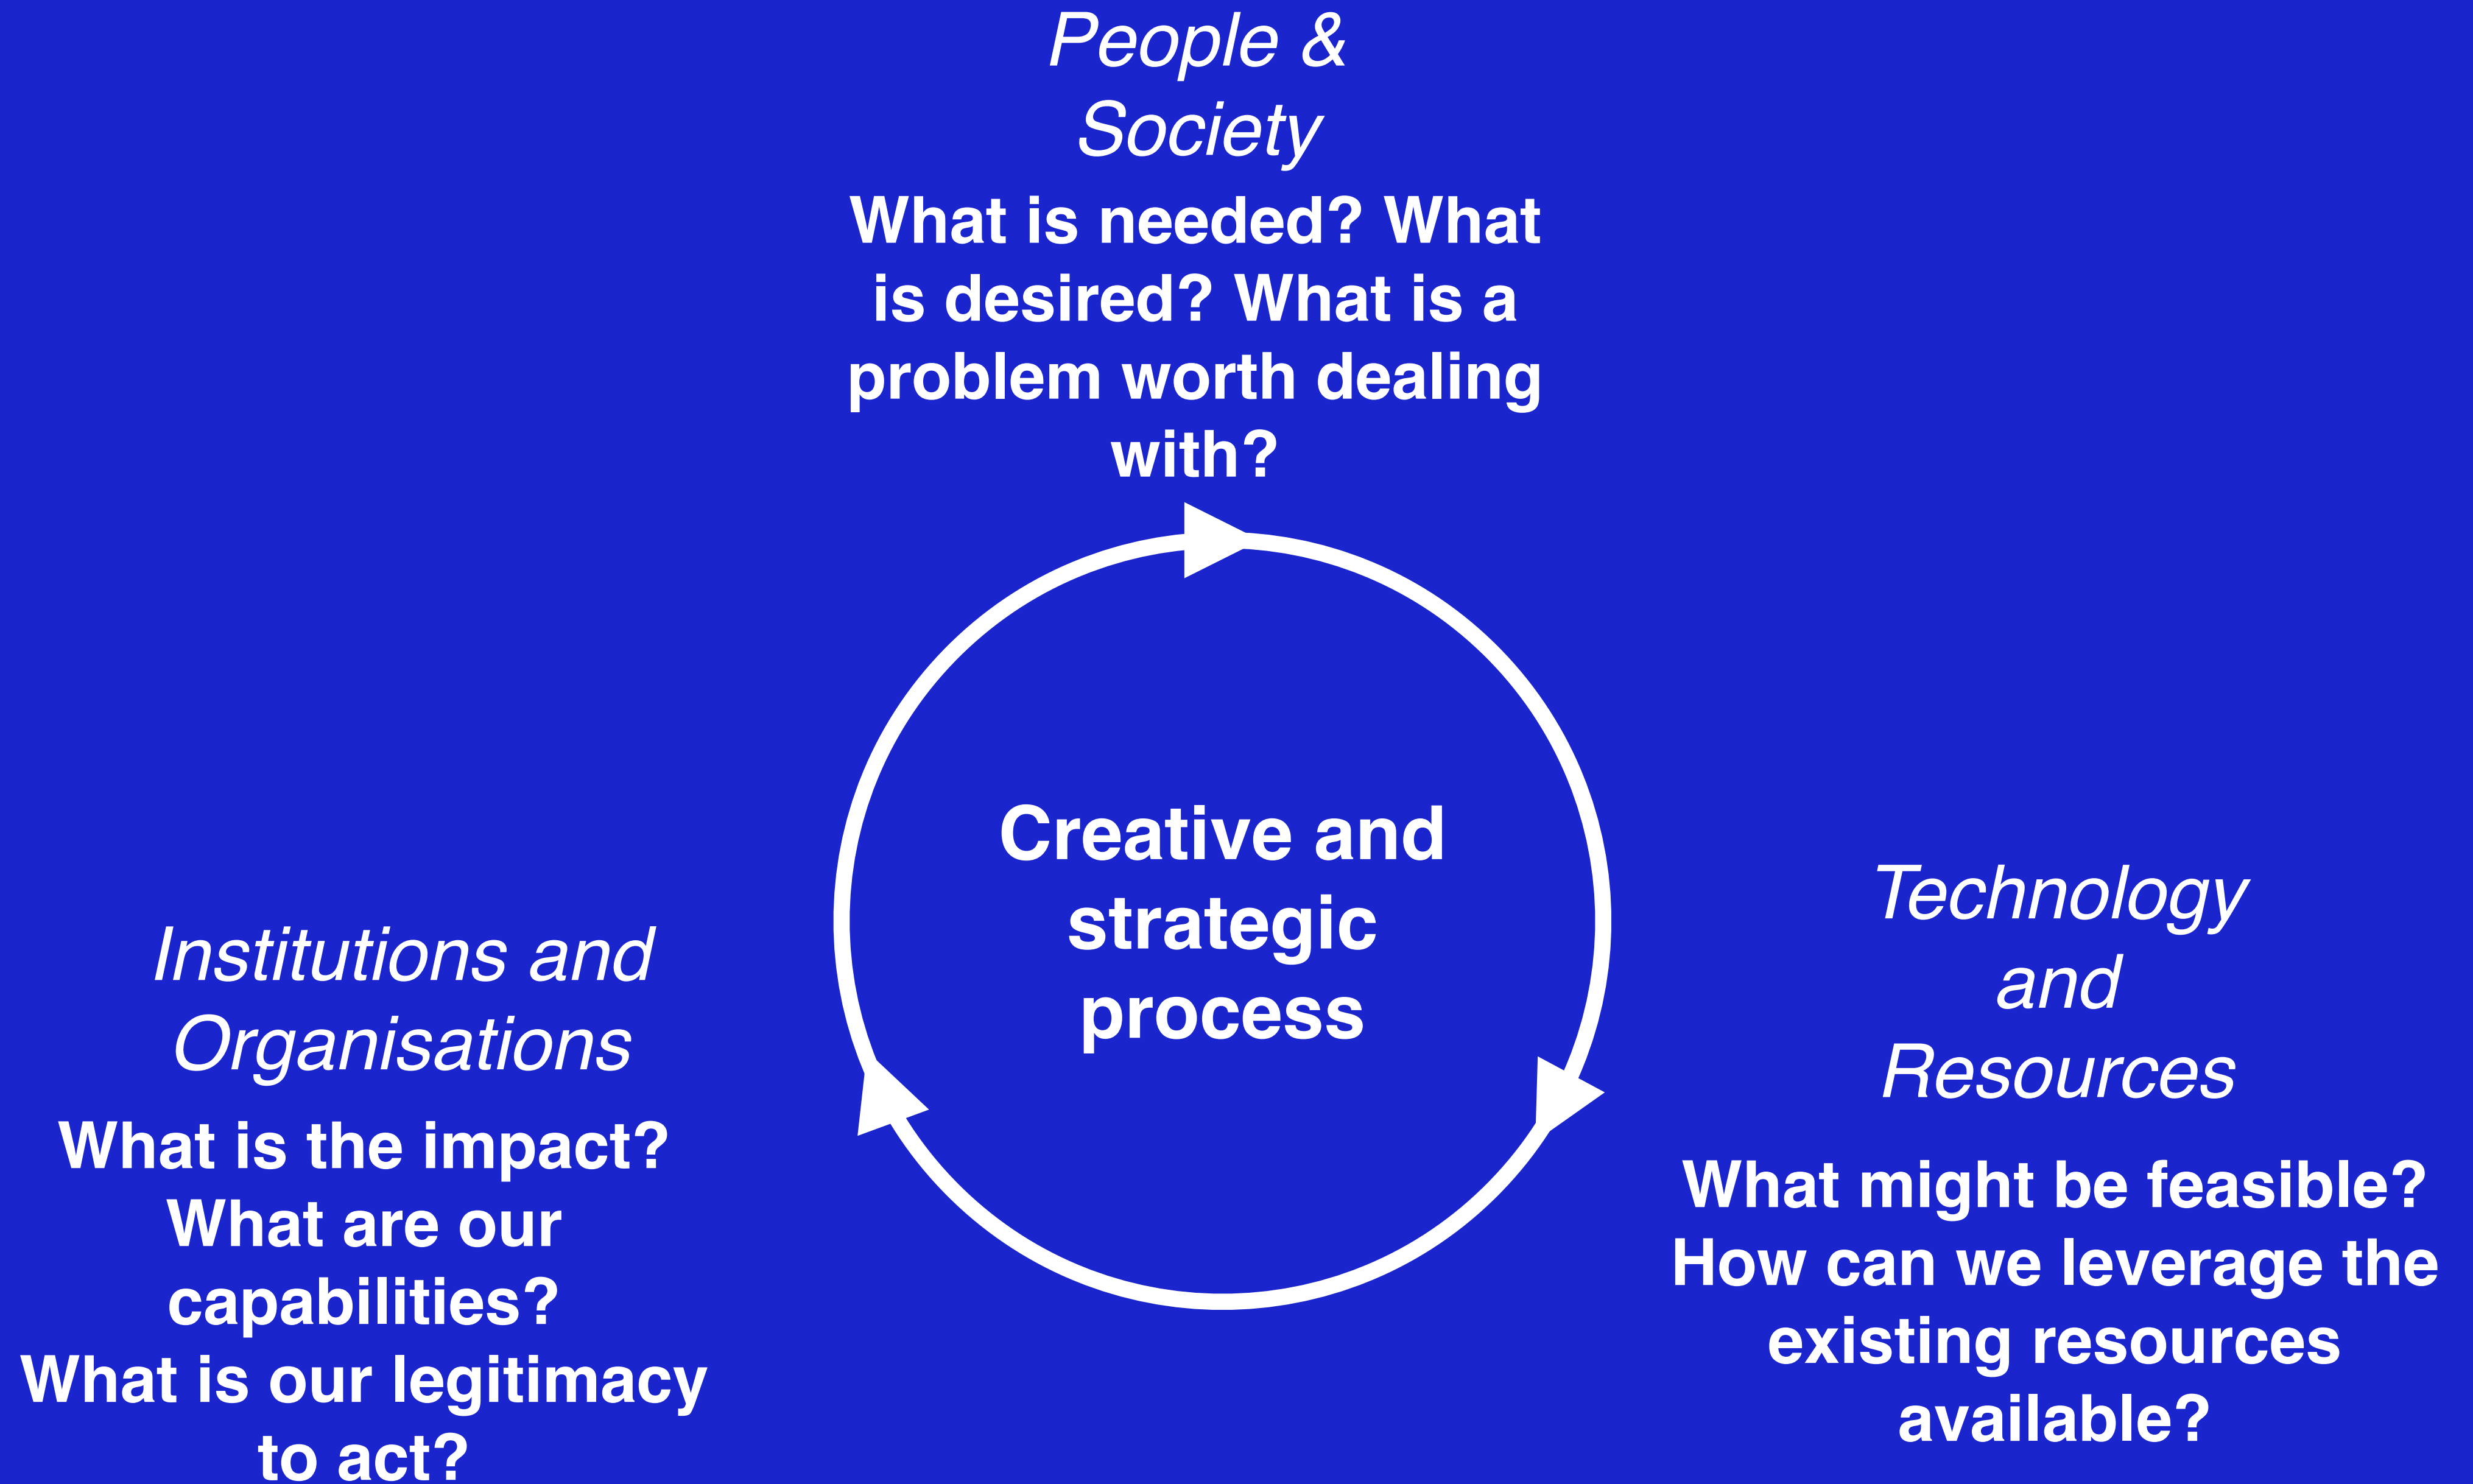 People &
Society
What is needed? What
is desired? What is a
problem worth dealing
with?
Creative and
strategic
process
Institutions and
Organisations
What is the impact?
What are our
capabilities?
What is our legitimacy
to act?
Technology
and
Resources
What might be feasible?
How can we leverage the
existing resources
available?